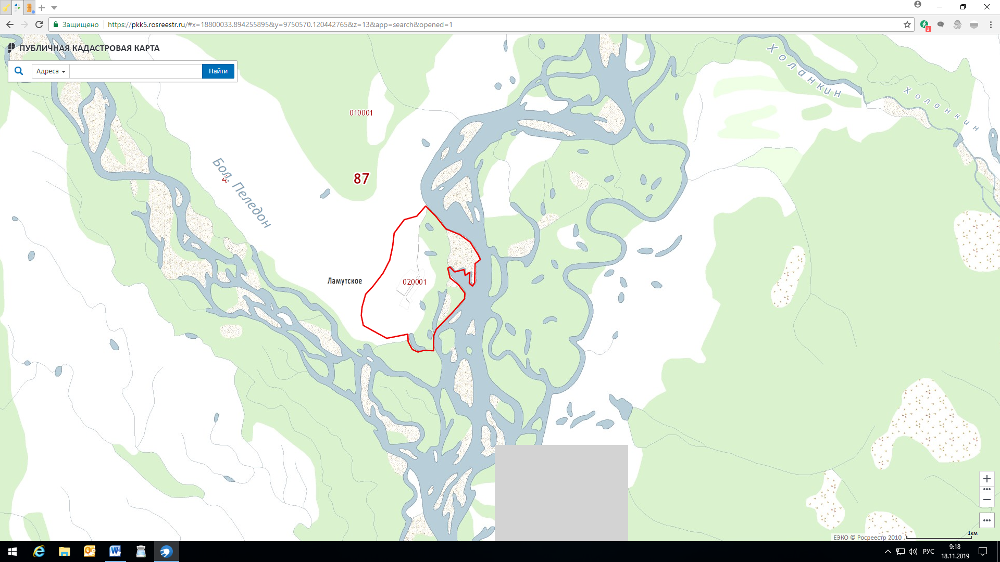 Защищено https://pkk5.rosreestr.ru/#x=18800033.894255895&y=9750570.120442765&z=13&app=search&opened=1
2
ПУБЛИЧНАЯ КАДАСТРОВАЯ КАРТА
Адреса
Найти
Холанкин
Холанкин
010001
87
Бол. Пеледон
Ламутское
020001
ЕЭКО © Росреестр 2010
1км
РУС
9:18
18.11.2019